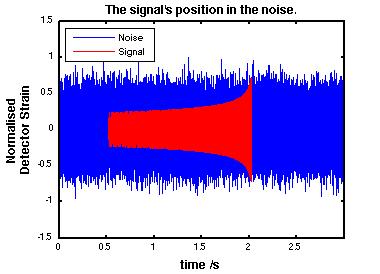 The signal's position in the noise.
1.5
Noise
Signal
1
0.5
0
-0.5
-1
-1.5
Normalised
Detector Strain
0 0.5 1 1.5 2 2.5
time /s